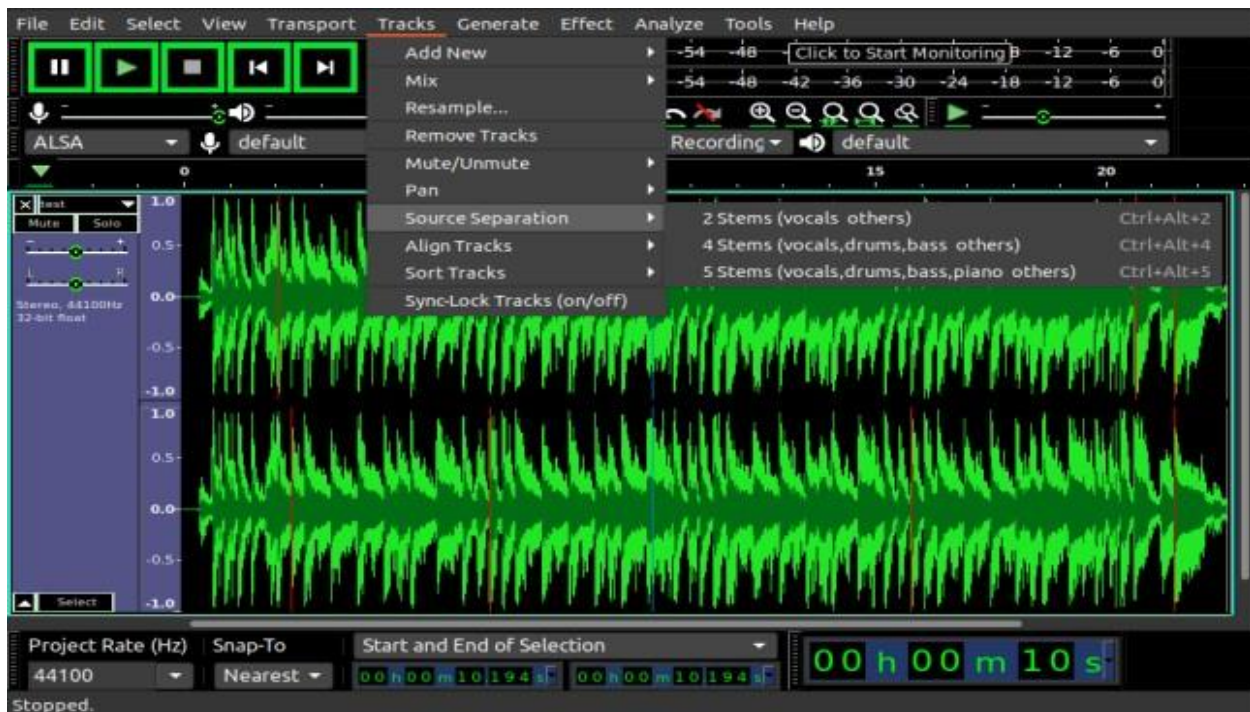 File Edit Select View Transport Tracks Generate Effect Analyze Tools Help
Add New
-54 -48 Click to Start Monitoring -12 -6 0
Mix
-54 -48 -42 -36 -30 -24 -18 -12 -6 0
Resample...
Remove Tracks
ALSA default Recording default
Mute/Unmute
0 15 20
Pan
× test 1.0
Mute Solo
Source Separation 2 Stems (vocals others) Ctrl+Alt+2
- + 0.5
Align Tracks 4 Stems (vocals,drums,bass others) Ctrl+Alt+4
L R
Sort Tracks 5 Stems (vocals,drums,bass,piano others) Ctrl+Alt+5
Stereo, 44100Hz 0.0
Sync-Lock Tracks (on/off)
32-bit float
-0.5
-1.0
1.0
0.5
0.0
-0.5
Select -1.0
Project Rate (Hz) Snap-To Start and End of Selection
44100 Nearest 00 h 00 m 10.194 s 00 h 00 m 10.194 s 00 h 00 m 10 s
Stopped.